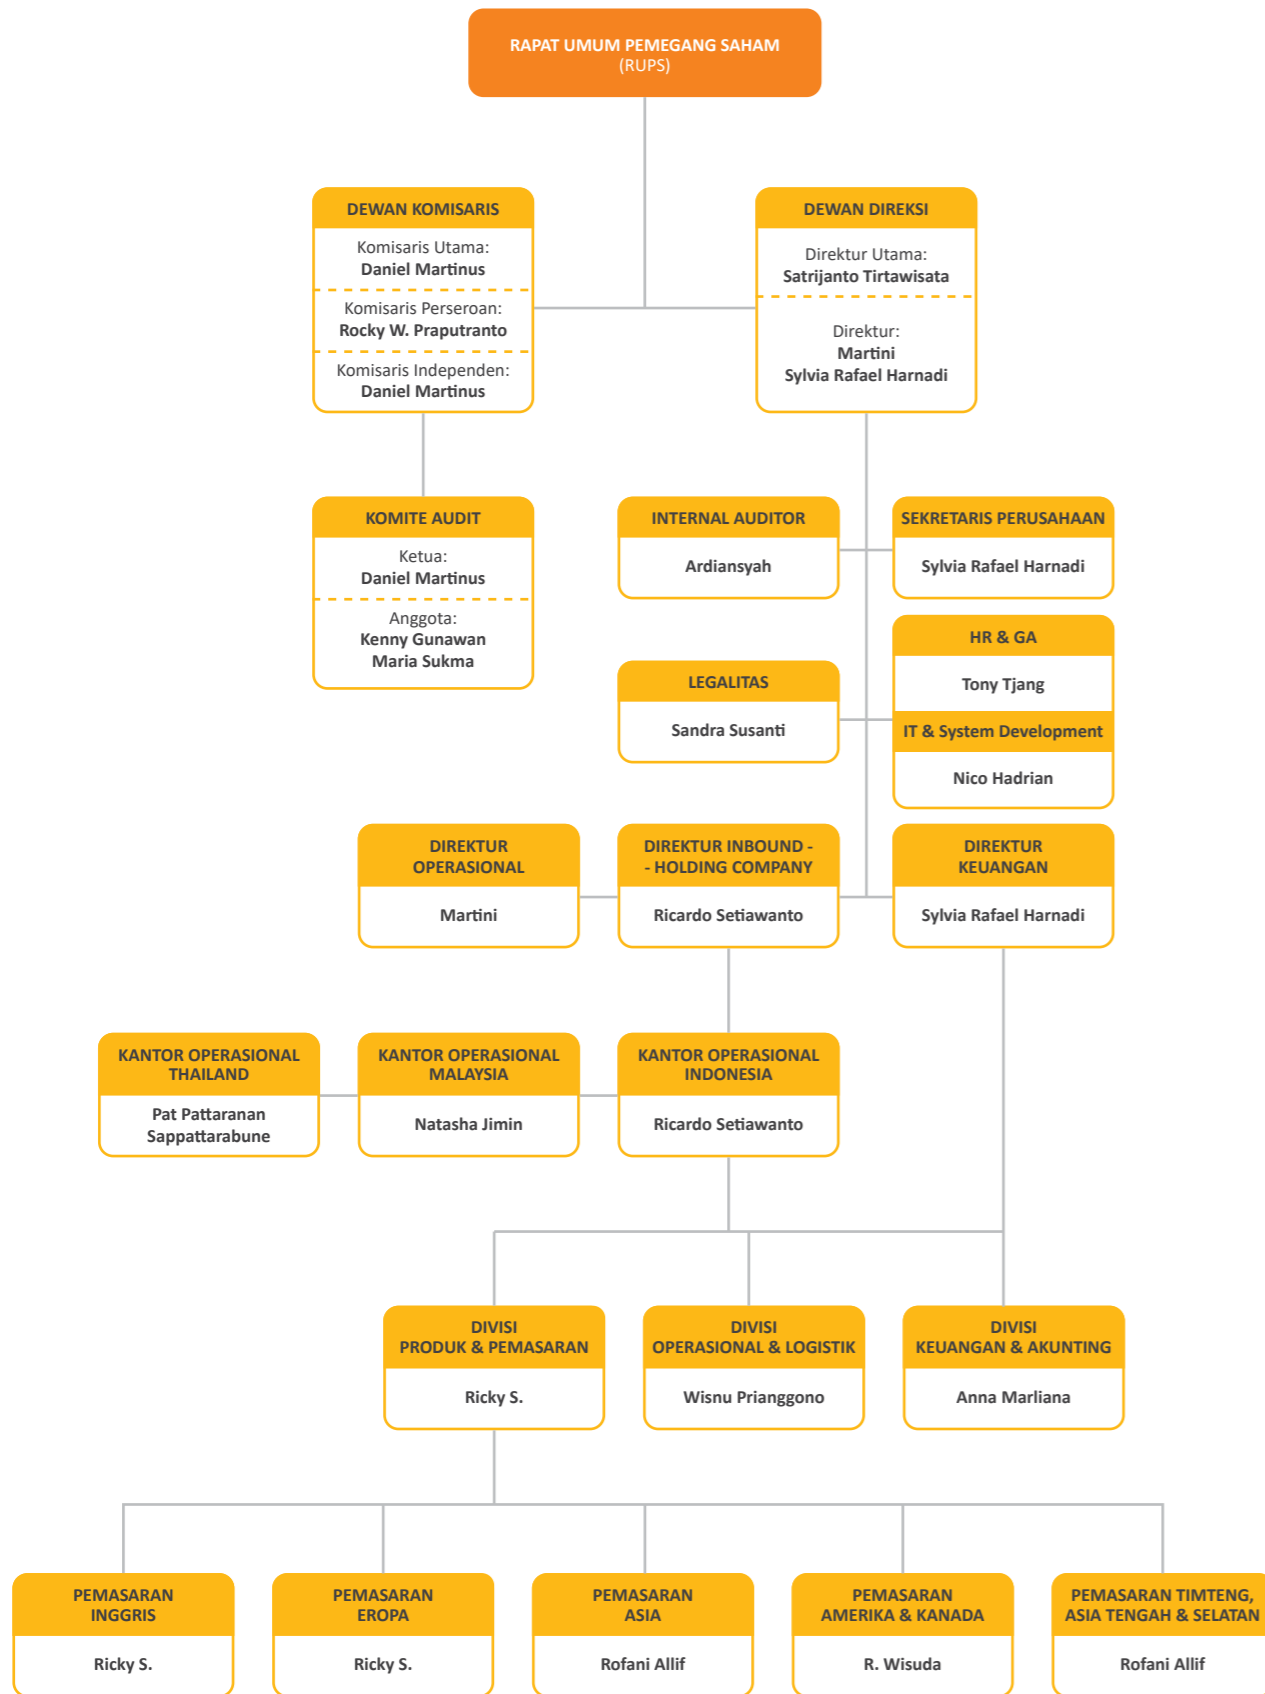 RAPAT UMUM PEMEGANG SAHAM
(RUPS)
DEWAN KOMISARIS
Komisaris Utama:
Daniel Martinus
Komisaris Perseroan:
Rocky W. Praputranto
Komisaris Independen:
Daniel Martinus
DEWAN DIREKSI
Direktur Utama:
Satrijanto Tirtawisata
Direktur:
Martini
Sylvia Rafael Harnadi
KOMITE AUDIT
Ketua:
Daniel Martinus
Anggota:
Kenny Gunawan
Maria Sukma
INTERNAL AUDITOR
Ardiansyah
SEKRETARIS PERUSAHAAN
Sylvia Rafael Harnadi
LEGALITAS
Sandra Susanti
HR & GA
Tony Tjang
IT & System Development
Nico Hadrian
DIREKTUR
OPERASIONAL
Martini
DIREKTUR INBOUND -
- HOLDING COMPANY
Ricardo Setiawanto
DIREKTUR
KEUANGAN
Sylvia Rafael Harnadi
KANTOR OPERASIONAL
THAILAND
Pat Pattaranan
Sappattarabune
KANTOR OPERASIONAL
MALAYSIA
Natasha Jimin
KANTOR OPERASIONAL
INDONESIA
Ricardo Setiawanto
DIVISI
PRODUK & PEMASARAN
Ricky S.
DIVISI
OPERASIONAL & LOGISTIK
Wisnu Prianggono
DIVISI
KEUANGAN & AKUNTING
Anna Marliana
PEMASARAN
INGGRIS
Ricky S.
PEMASARAN
EROPA
Ricky S.
PEMASARAN
ASIA
Rofani Allif
PEMASARAN
AMERIKA & KANADA
R. Wisuda
PEMASARAN TIMTENG,
ASIA TENGAH & SELATAN
Rofani Allif